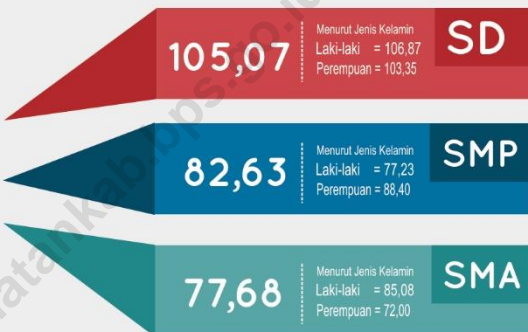 105,07
Menurut Jenis Kelamin
Laki-laki = 106,87
Perempuan = 103,35
SD
82,63
Menurut Jenis Kelamin
Laki-laki = 77,23
Perempuan = 88,40
SMP
77,68
Menurut Jenis Kelamin
Laki-laki = 85,08
Perempuan = 72,00
SMA